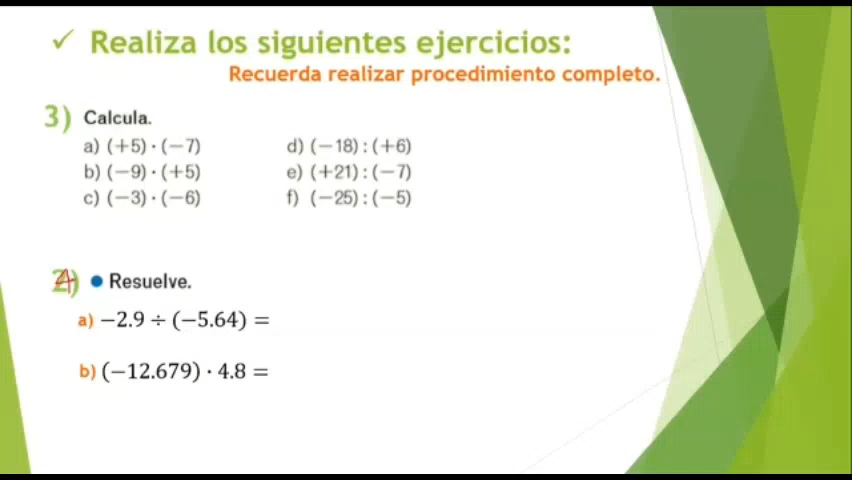 ✓ Realiza los siguientes ejercicios:
Recuerda realizar procedimiento completo.
3) Calcula.
a) (+5) · (−7)
b) (−9) · (+5)
c) (−3) · (−6)
d) (−18) : (+6)
e) (+21) : (−7)
f) (−25) : (−5)
4) • Resuelve.
a) −2.9 ÷ (−5.64) =
b) (−12.679) · 4.8 =